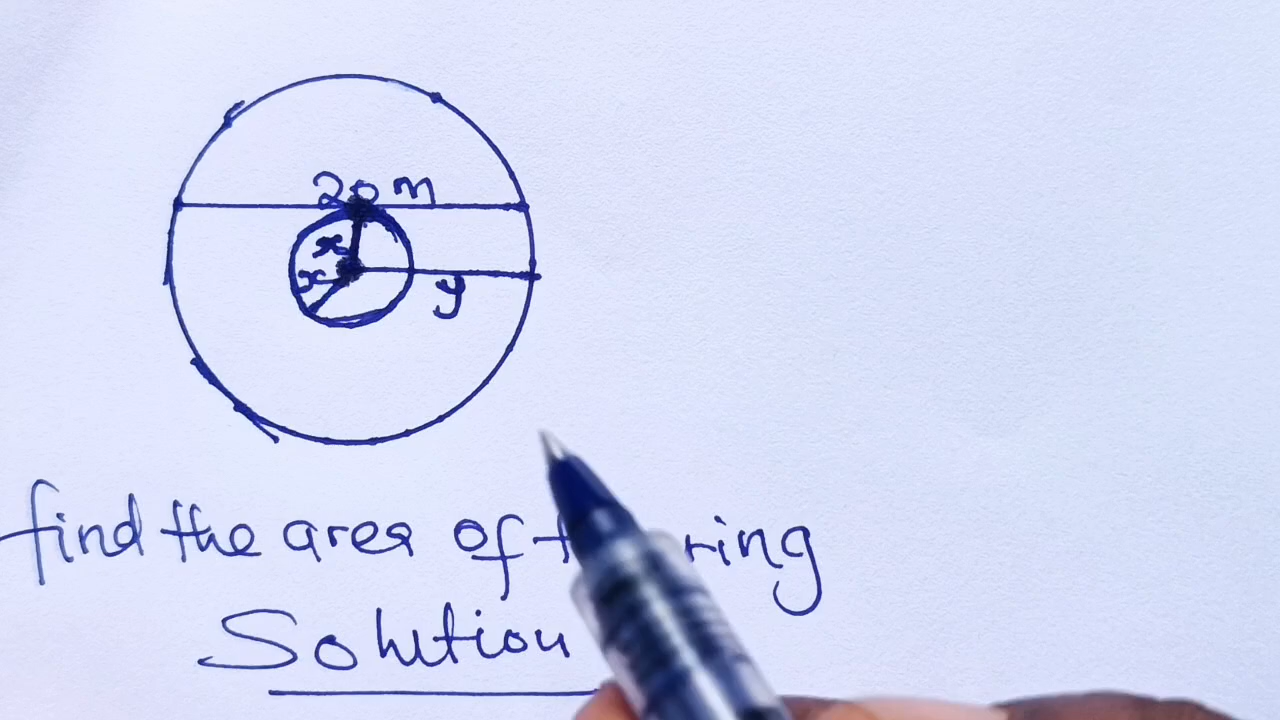 20 m
x
x
y
find the area of ring
Solution